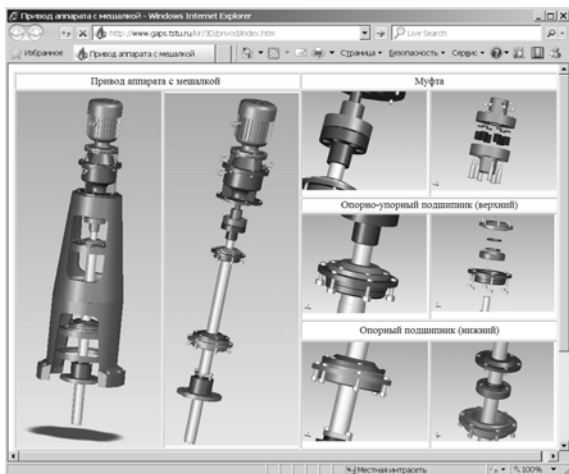 Привод аппарата с мешалкой - Windows Internet Explorer
http://www.gaps.tstu.ru/kir/3D/privod/index.htm
Live Search
Избранное
Привод аппарата с мешалкой
Страница
Безопасность
Сервис
Привод аппарата с мешалкой
Муфта
Опорно-упорный подшипник (верхний)
Опорный подшипник (нижний)
Местная интрасеть
100%